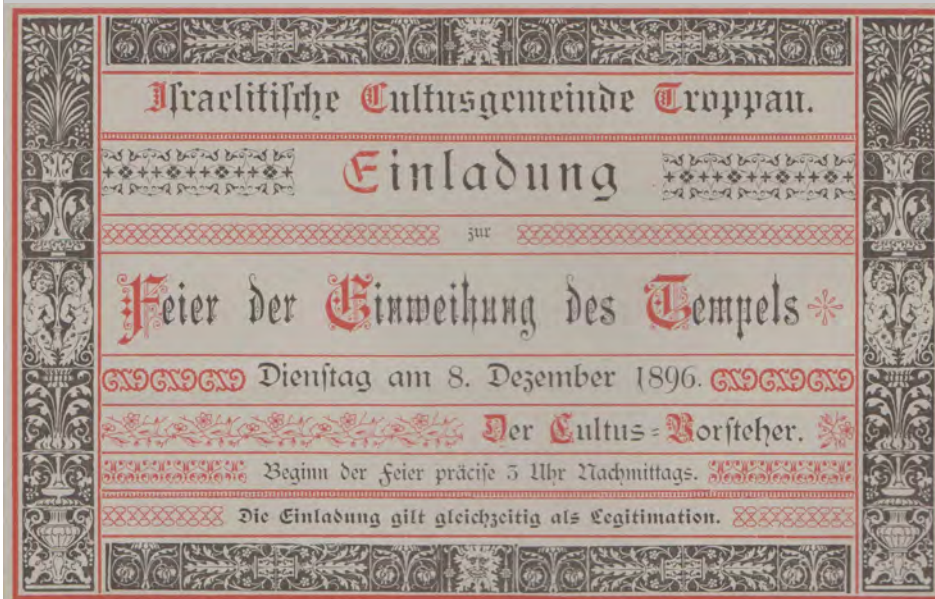 Israelitische Cultusgemeinde Troppau.
Einladung
zur
Feier der Einweihung des Tempels
Dienstag am 8. Dezember 1896.
Der Cultus=Vorsteher.
Beginn der Feier präcise 3 Uhr Nachmittags.
Die Einladung gilt gleichzeitig als Legitimation.